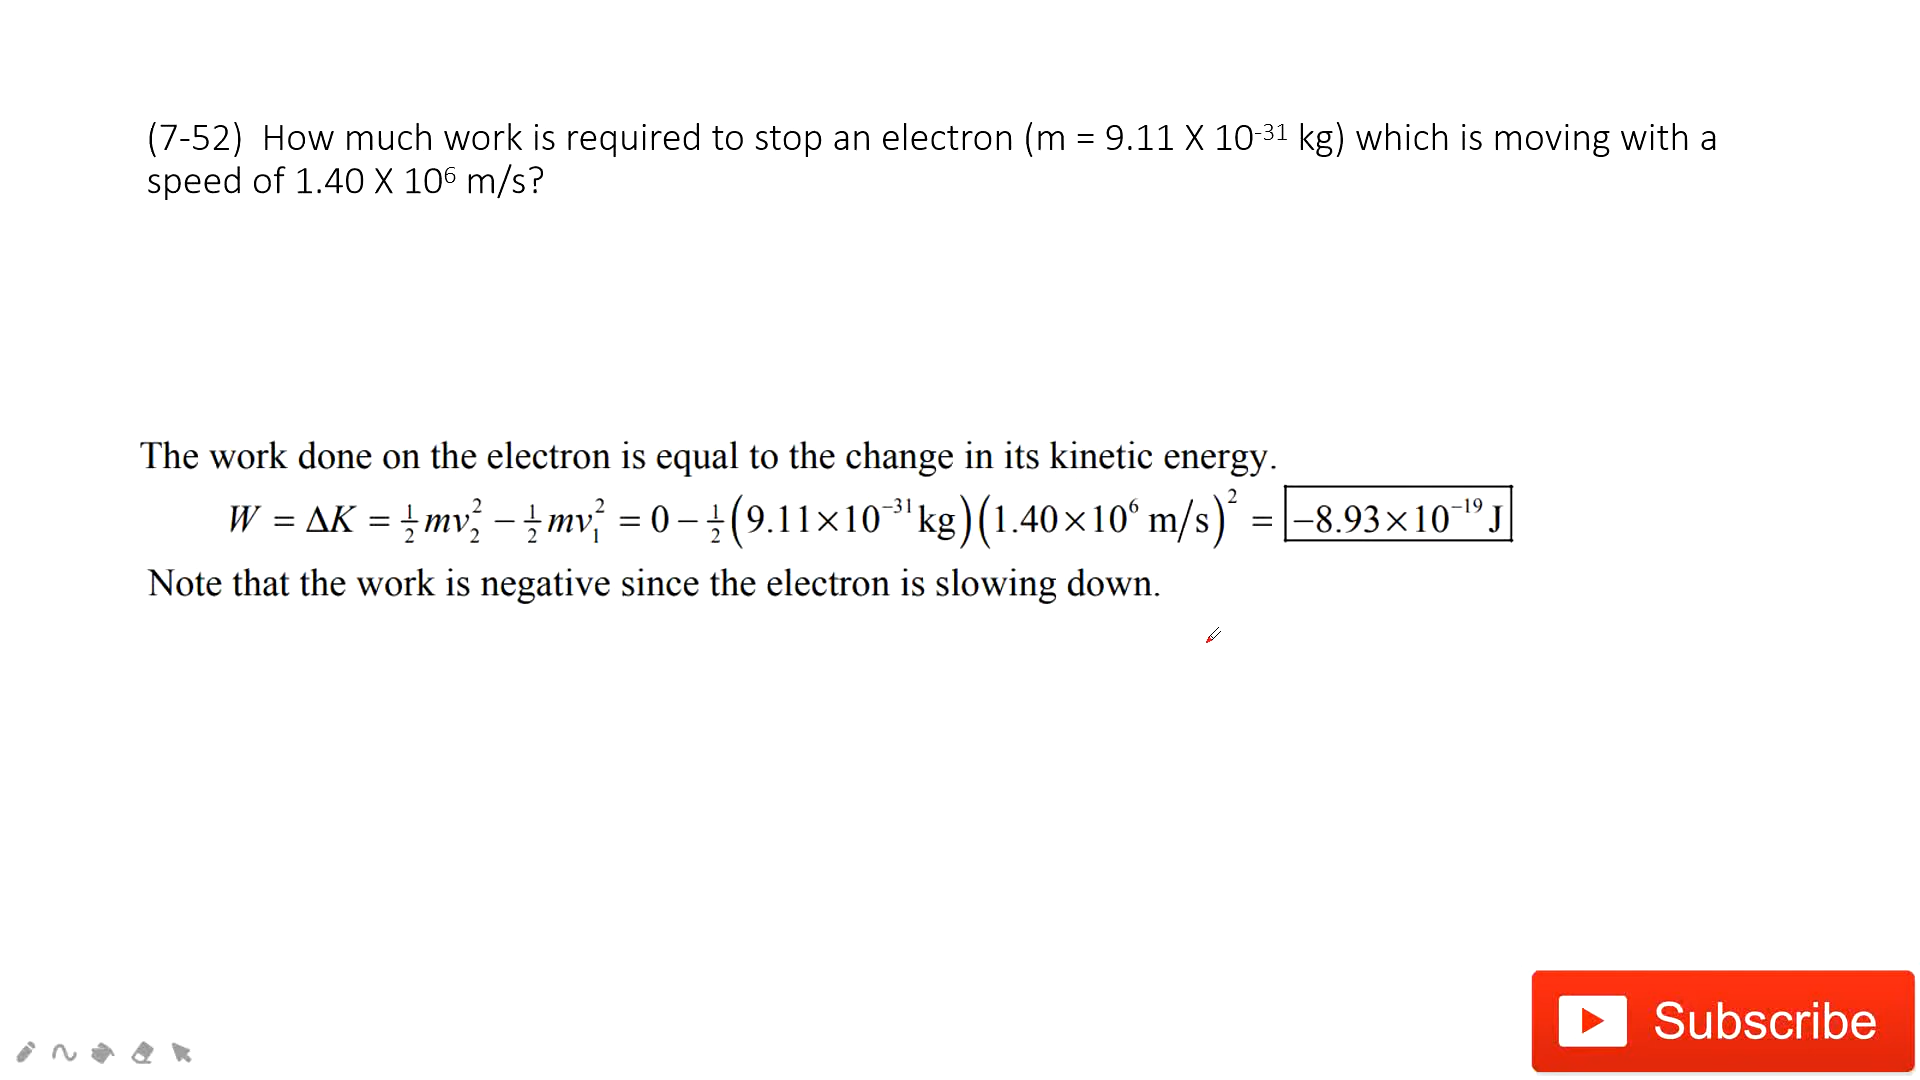 (7-52)  How much work is required to stop an electron (m = 9.11 X 10⁻³¹ kg) which is moving with a
speed of 1.40 X 10⁶ m/s?
The work done on the electron is equal to the change in its kinetic energy.
W = ΔK = ½mv₂² − ½mv₁² = 0 − ½(9.11×10⁻³¹ kg)(1.40×10⁶ m/s)² = −8.93×10⁻¹⁹ J
Note that the work is negative since the electron is slowing down.
Subscribe